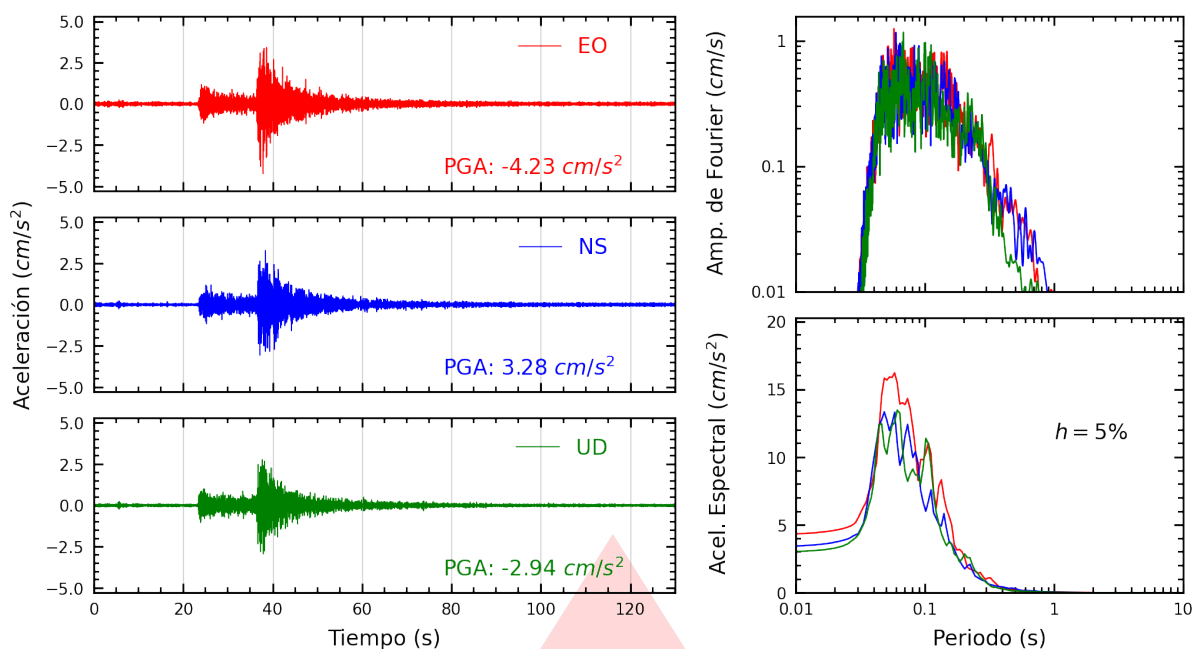 5.0
2.5
0.0
−2.5
−5.0
EO
PGA: -4.23 cm/s²
5.0
2.5
0.0
−2.5
−5.0
NS
PGA: 3.28 cm/s²
5.0
2.5
0.0
−2.5
−5.0
UD
PGA: -2.94 cm/s²
Aceleración (cm/s²)
0 20 40 60 80 100 120
Tiempo (s)
1
0.1
0.01
Amp. de Fourier (cm/s)
20
15
10
5
0
Acel. Espectral (cm/s²)
h = 5%
0.01 0.1 1 10
Periodo (s)